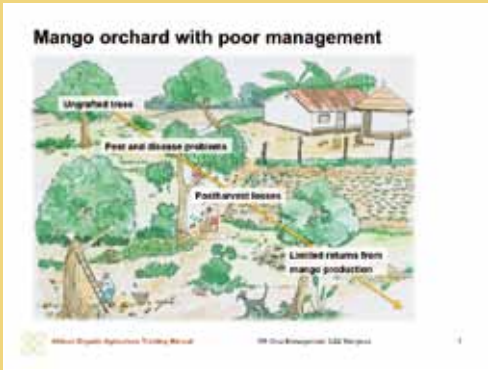 Mango orchard with poor management
Ungrafted trees
Pest and disease problems
Postharvest losses
Limited returns from
mango production
African Organic Agriculture Training Manual